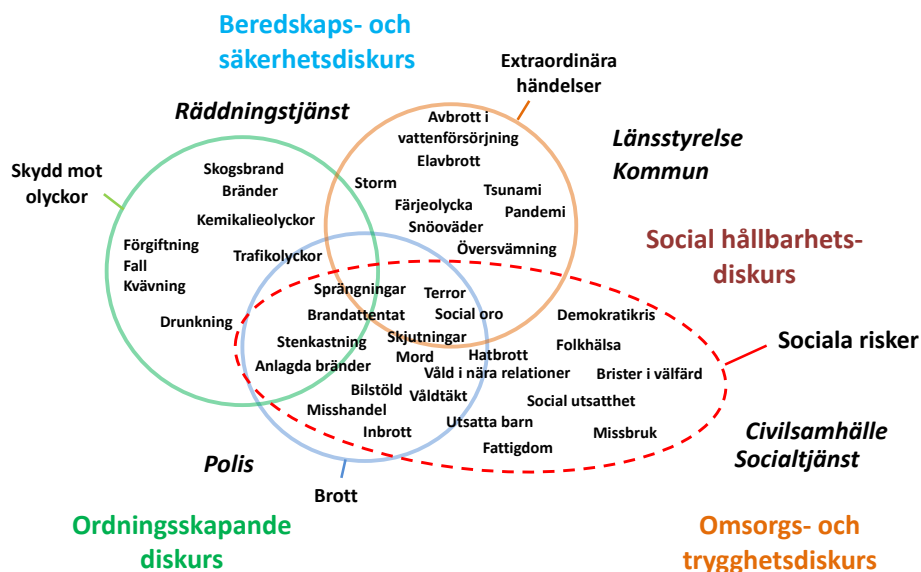 Beredskaps- och
säkerhetsdiskurs
Extraordinära
händelser
Räddningstjänst
Avbrott i
vattenförsörjning
Länsstyrelse
Kommun
Skydd mot
olyckor
Skogsbrand
Bränder
Elavbrott
Storm
Tsunami
Färjeolycka
Pandemi
Kemikalieolyckor
Snöoväder
Förgiftning
Fall
Kvävning
Trafikolyckor
Översvämning
Social hållbarhets-
diskurs
Sprängningar
Terror
Drunkning
Brandattentat
Social oro
Demokratikris
Stenkastning
Skjutningar
Folkhälsa
Sociala risker
Anlagda bränder
Mord
Hatbrott
Våld i nära relationer
Brister i välfärd
Bilstöld
Våldtäkt
Social utsatthet
Misshandel
Inbrott
Utsatta barn
Missbruk
Fattigdom
Civilsamhälle
Socialtjänst
Polis
Brott
Ordningsskapande
diskurs
Omsorgs- och
trygghetsdiskurs